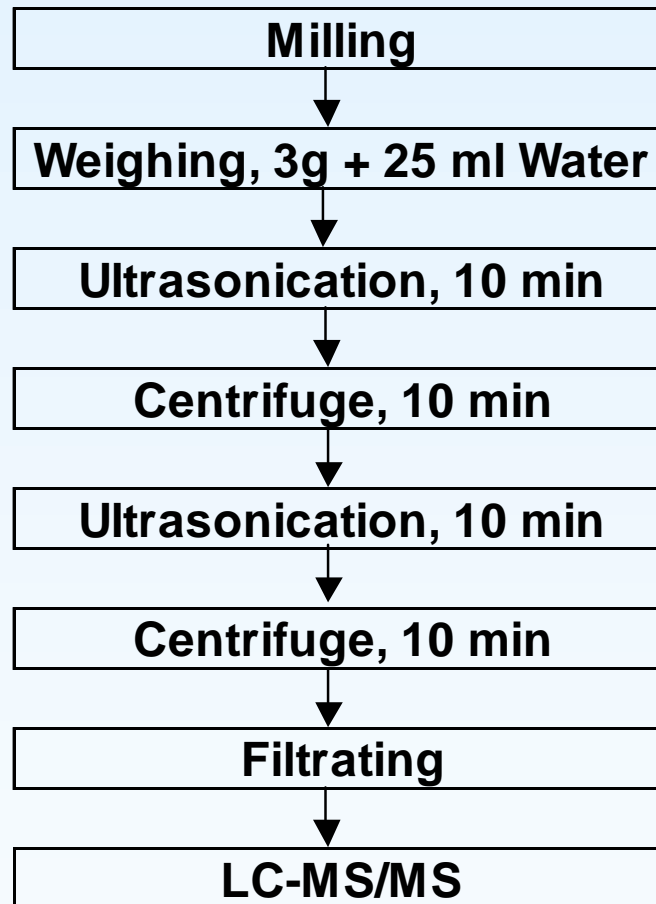 Milling
Weighing, 3g + 25 ml Water
Ultrasonication, 10 min
Centrifuge, 10 min
Ultrasonication, 10 min
Centrifuge, 10 min
Filtrating
LC-MS/MS